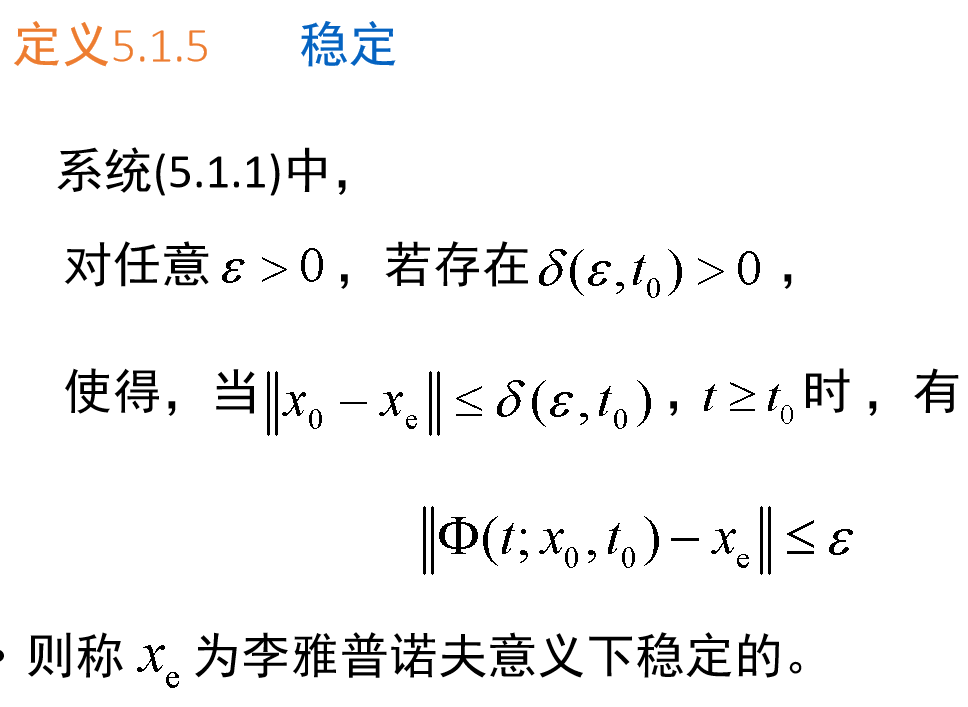 定义5.1.5 稳定
系统(5.1.1)中，
对任意 ε > 0 ，若存在 δ(ε,t₀) > 0 ，
使得，当 ‖x₀ − xₑ‖ ≤ δ(ε,t₀) ，t ≥ t₀ 时，有
‖Φ(t;x₀,t₀) − xₑ‖ ≤ ε
• 则称 xₑ 为李雅普诺夫意义下稳定的。